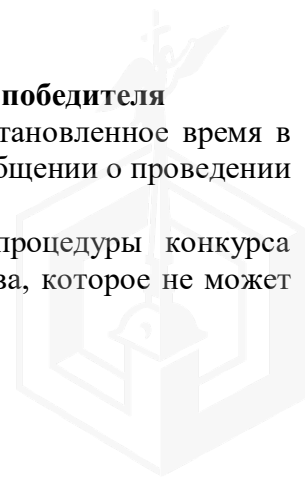 победителя
тановленное время в
бщении о проведении
процедуры конкурса
ва, которое не может